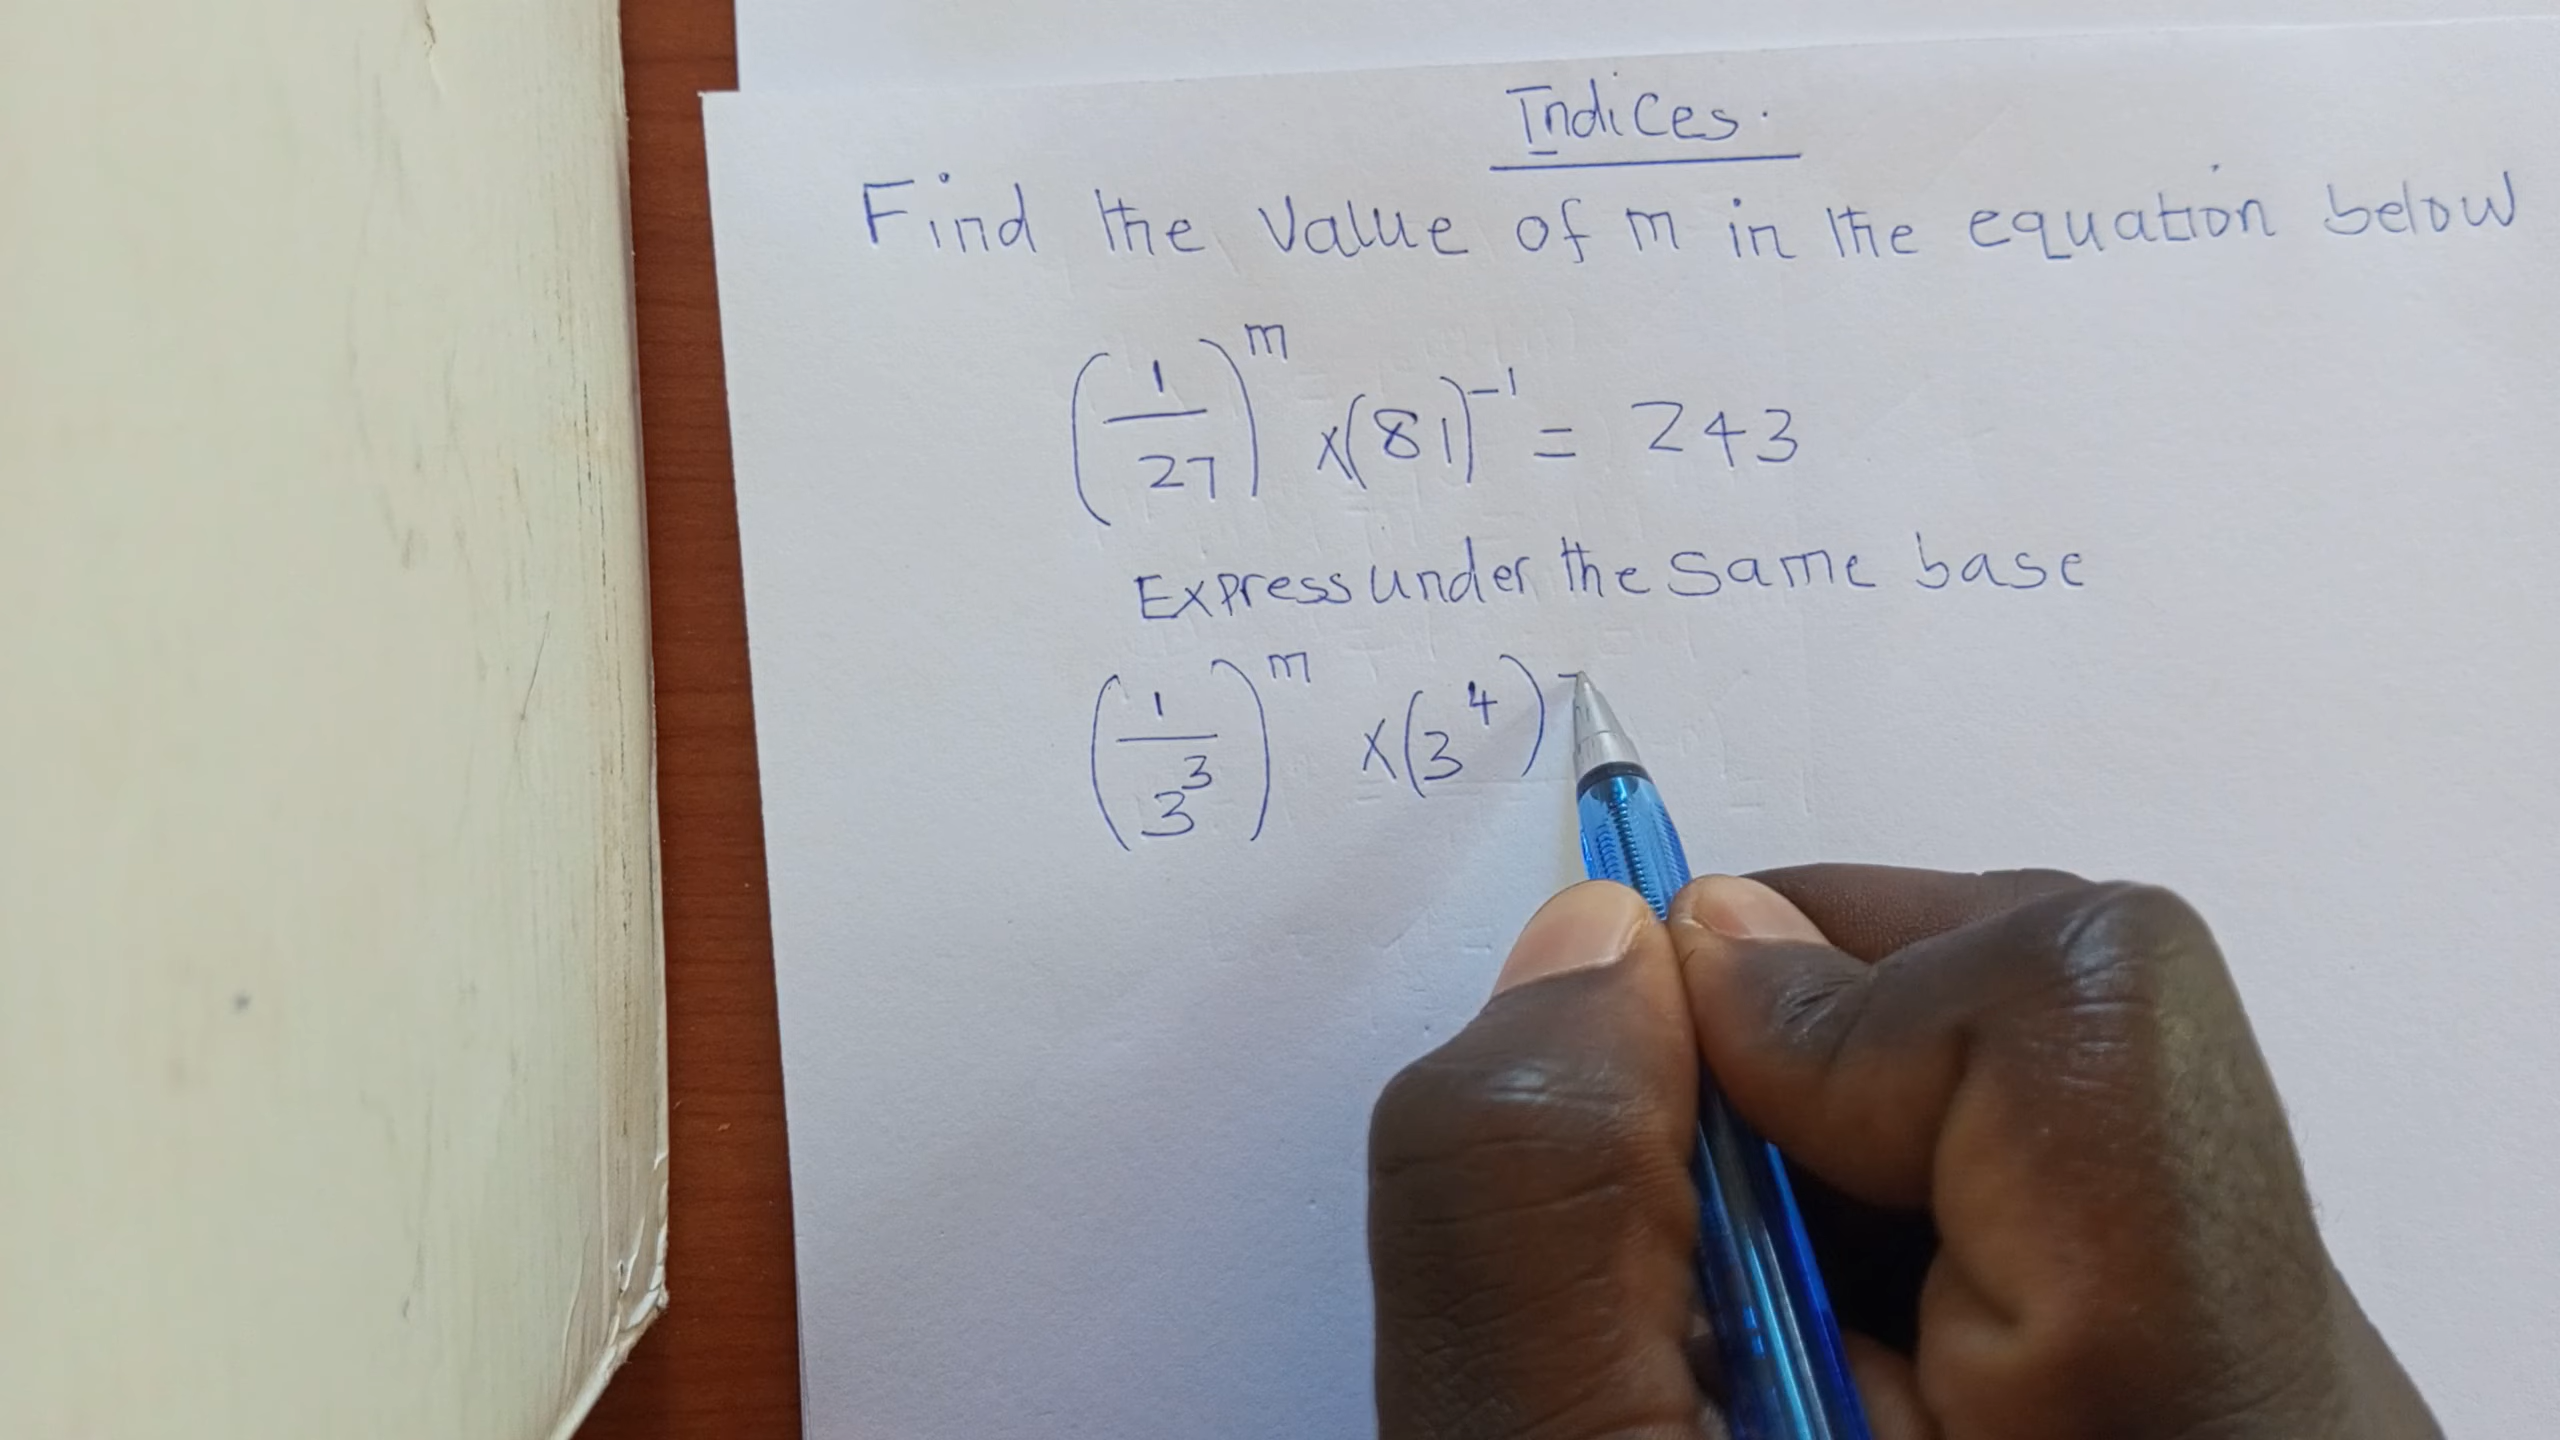 Indices.
Find the value of m in the equation below
(1/27)^m ×(81)^-1 = 243
Express under the same base
(1/3^3)^m ×(3^4)^-